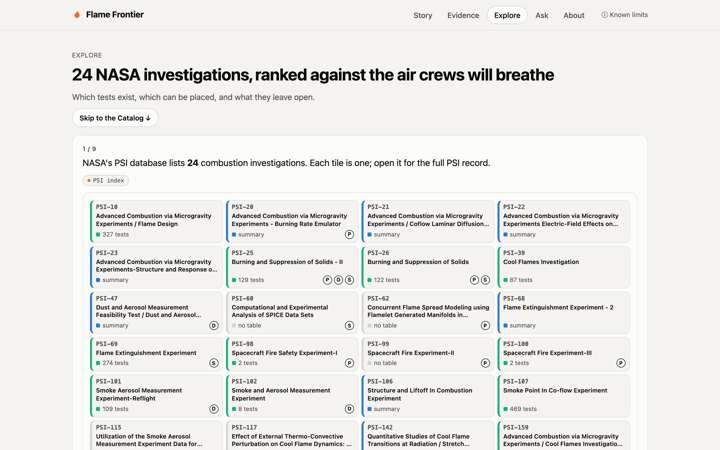 Flame Frontier
Story Evidence Explore Ask About ⓘ Known limits
EXPLORE
24 NASA investigations, ranked against the air crews will breathe
Which tests exist, which can be placed, and what they leave open.
Skip to the Catalog ↓
1 / 9
NASA's PSI database lists 24 combustion investigations. Each tile is one; open it for the full PSI record.
PSI index
PSI-10
Advanced Combustion via Microgravity
Experiments / Flame Design
327 tests
PSI-20
Advanced Combustion via Microgravity
Experiments - Burning Rate Emulator
summary P
PSI-21
Advanced Combustion via Microgravity
Experiments / Coflow Laminar Diffusion...
summary
PSI-22
Advanced Combustion via Microgravity
Experiments Electric-Field Effects on...
summary
PSI-23
Advanced Combustion via Microgravity
Experiments-Structure and Response o...
summary
PSI-25
Burning and Suppression of Solids - II
129 tests P D S
PSI-26
Burning and Suppression of Solids
122 tests P S
PSI-39
Cool Flames Investigation
87 tests
PSI-47
Dust and Aerosol Measurement
Feasibility Test / Dust and Aerosol...
summary D
PSI-60
Computational and Experimental
Analysis of SPICE Data Sets
no table S
PSI-62
Concurrent Flame Spread Modeling using
Flamelet Generated Manifolds in...
no table P
PSI-68
Flame Extinguishment Experiment - 2
summary
PSI-69
Flame Extinguishment Experiment
274 tests S
PSI-98
Spacecraft Fire Safety Experiment-I
2 tests P
PSI-99
Spacecraft Fire Experiment-II
no table P
PSI-100
Spacecraft Fire Experiment-III
2 tests P
PSI-101
Smoke Aerosol Measurement
Experiment-Reflight
109 tests D
PSI-102
Smoke and Aerosol Measurement
Experiment
8 tests D
PSI-106
Structure and Liftoff In Combustion
Experiment
summary
PSI-107
Smoke Point In Co-flow Experiment
469 tests
PSI-115
Utilization of the Smoke Aerosol
Measurement Experiment Data for...
PSI-117
Effect of External Thermo-Convective
Perturbation on Cool Flame Dynamics: ...
PSI-142
Quantitative Studies of Cool Flame
Transitions at Radiation / Stretch...
PSI-159
Advanced Combustion via Microgravity
Experiments / Cool Flames Investigatio...